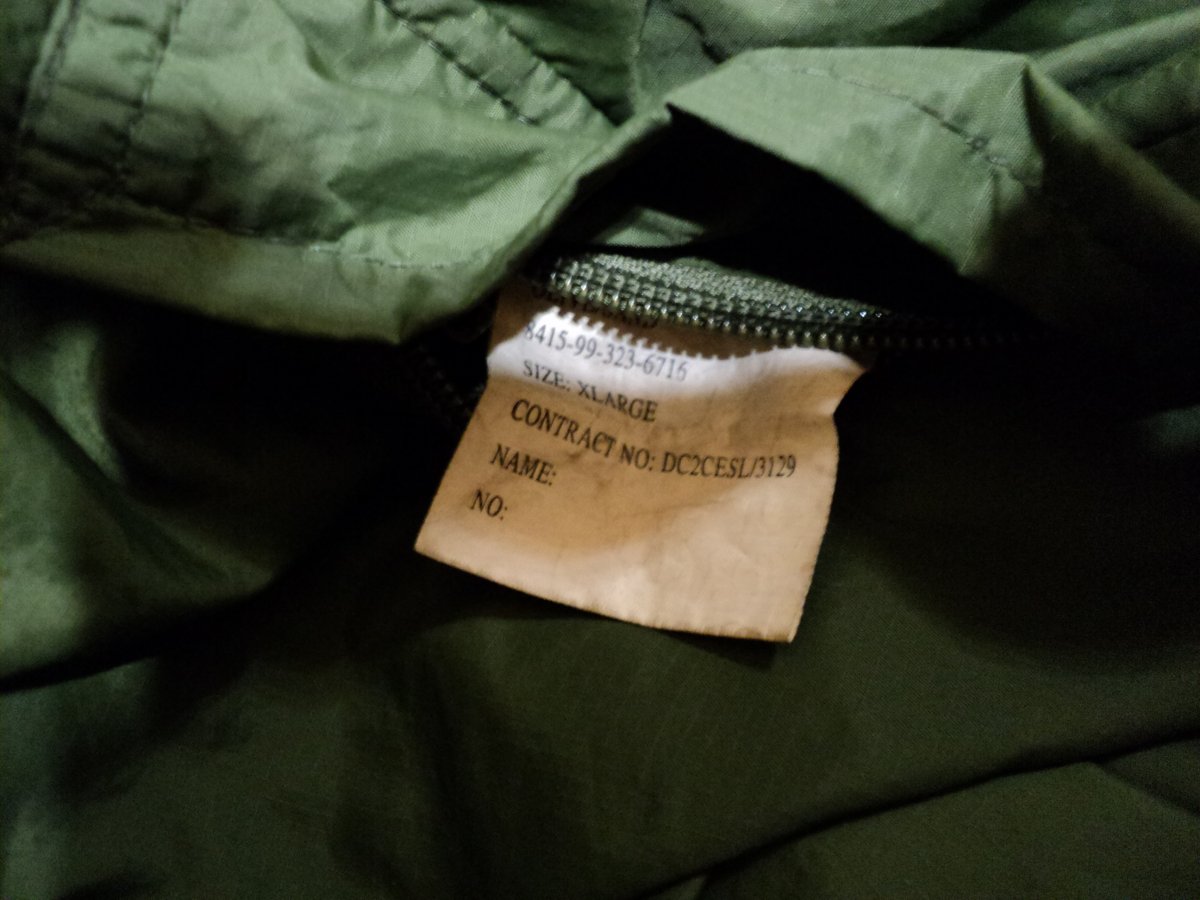 8415-99-323-6716
SIZE: XLARGE
CONTRACT NO: DC2CESL/3129
NAME:
NO: